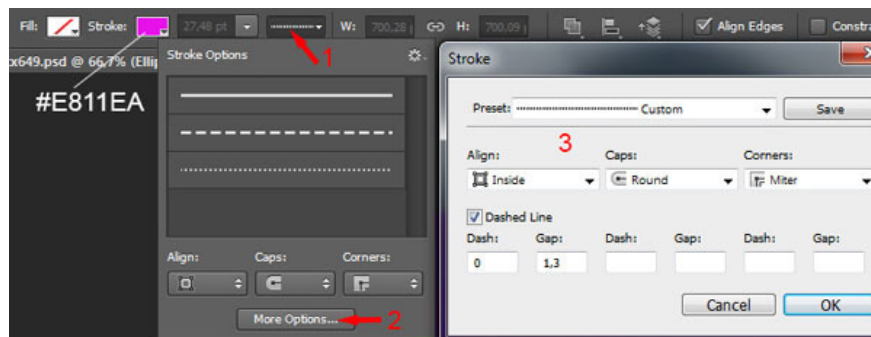 Fill: Stroke: 27,48 pt W: 700,28 H: 700,09 Align Edges Constra
1
x649.psd @ 66,7% (Ellip
#E811EA
Stroke Options
Align: Caps: Corners:
More Options...
2
Stroke
Preset: Custom Save
3
Align: Caps: Corners:
Inside Round Miter
Dashed Line
Dash: Gap: Dash: Gap: Dash: Gap:
0 1,3
Cancel OK